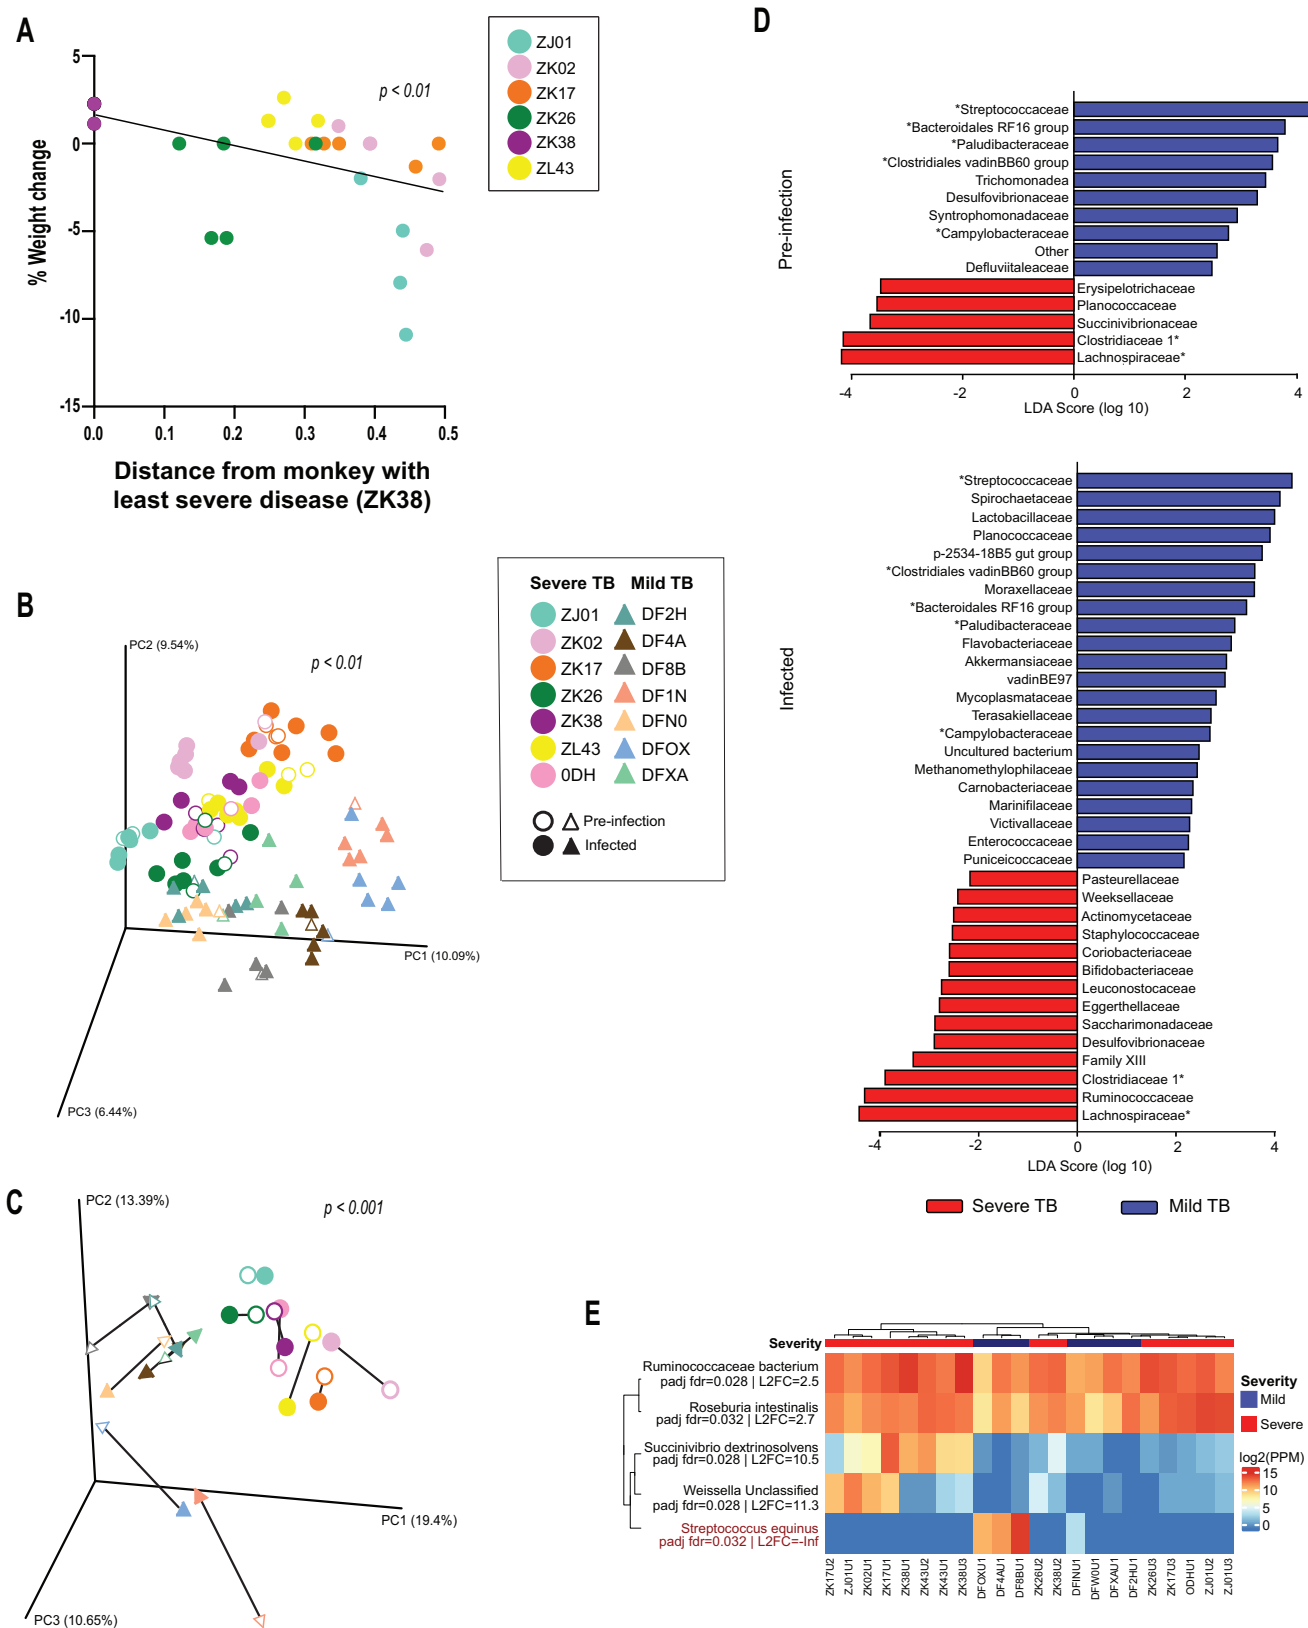 A
5
0
-5
-10
-15
% Weight change
p < 0.01
0.0
0.1
0.2
0.3
0.4
0.5
Distance from monkey with
least severe disease (ZK38)
ZJ01
ZK02
ZK17
ZK26
ZK38
ZL43
B
PC2 (9.54%)
p < 0.01
PC1 (10.09%)
PC3 (6.44%)
Severe TB
Mild TB
ZJ01
DF2H
ZK02
DF4A
ZK17
DF8B
ZK26
DF1N
ZK38
DFN0
ZL43
DFOX
0DH
DFXA
Pre-infection
Infected
C
PC2 (13.39%)
p < 0.001
PC1 (19.4%)
PC3 (10.65%)
D
Pre-infection
*Streptococcaceae
*Bacteroidales RF16 group
*Paludibacteraceae
*Clostridiales vadinBB60 group
Trichomonadea
Desulfovibrionaceae
Syntrophomonadaceae
*Campylobacteraceae
Other
Defluviitaleaceae
Erysipelotrichaceae
Planococcaceae
Succinivibrionaceae
Clostridiaceae 1*
Lachnospiraceae*
-4
-2
0
2
4
LDA Score (log 10)
Infected
*Streptococcaceae
Spirochaetaceae
Lactobacillaceae
Planococcaceae
p-2534-18B5 gut group
*Clostridiales vadinBB60 group
Moraxellaceae
*Bacteroidales RF16 group
*Paludibacteraceae
Flavobacteriaceae
Akkermansiaceae
vadinBE97
Mycoplasmataceae
Terasakiellaceae
*Campylobacteraceae
Uncultured bacterium
Methanomethylophilaceae
Carnobacteriaceae
Marinifilaceae
Victivallaceae
Enterococcaceae
Puniceicoccaceae
Pasteurellaceae
Weeksellaceae
Actinomycetaceae
Staphylococcaceae
Coriobacteriaceae
Bifidobacteriaceae
Leuconostocaceae
Eggerthellaceae
Saccharimonadaceae
Desulfovibrionaceae
Family XIII
Clostridiaceae 1*
Ruminococcaceae
Lachnospiraceae*
-4
-2
0
2
4
LDA Score (log 10)
Severe TB
Mild TB
E
Severity
Ruminococcaceae bacterium
padj fdr=0.028 | L2FC=2.5
Roseburia intestinalis
padj fdr=0.032 | L2FC=2.7
Succinivibrio dextrinosolvens
padj fdr=0.028 | L2FC=10.5
Weissella Unclassified
padj fdr=0.028 | L2FC=11.3
Streptococcus equinus
padj fdr=0.032 | L2FC=-Inf
ZK17U2
ZJ01U1
ZK02U1
ZK17U1
ZK38U1
ZK43U2
ZK43U1
ZK38U3
DFOXU1
DF4AU1
DF8BU1
ZK26U2
ZK38U2
DFINU1
DFW0U1
DFXAU1
DF2HU1
ZK26U3
ZK17U3
ODHU1
ZJ01U2
ZJ01U3
Severity
Mild
Severe
log2(PPM)
15
10
5
0